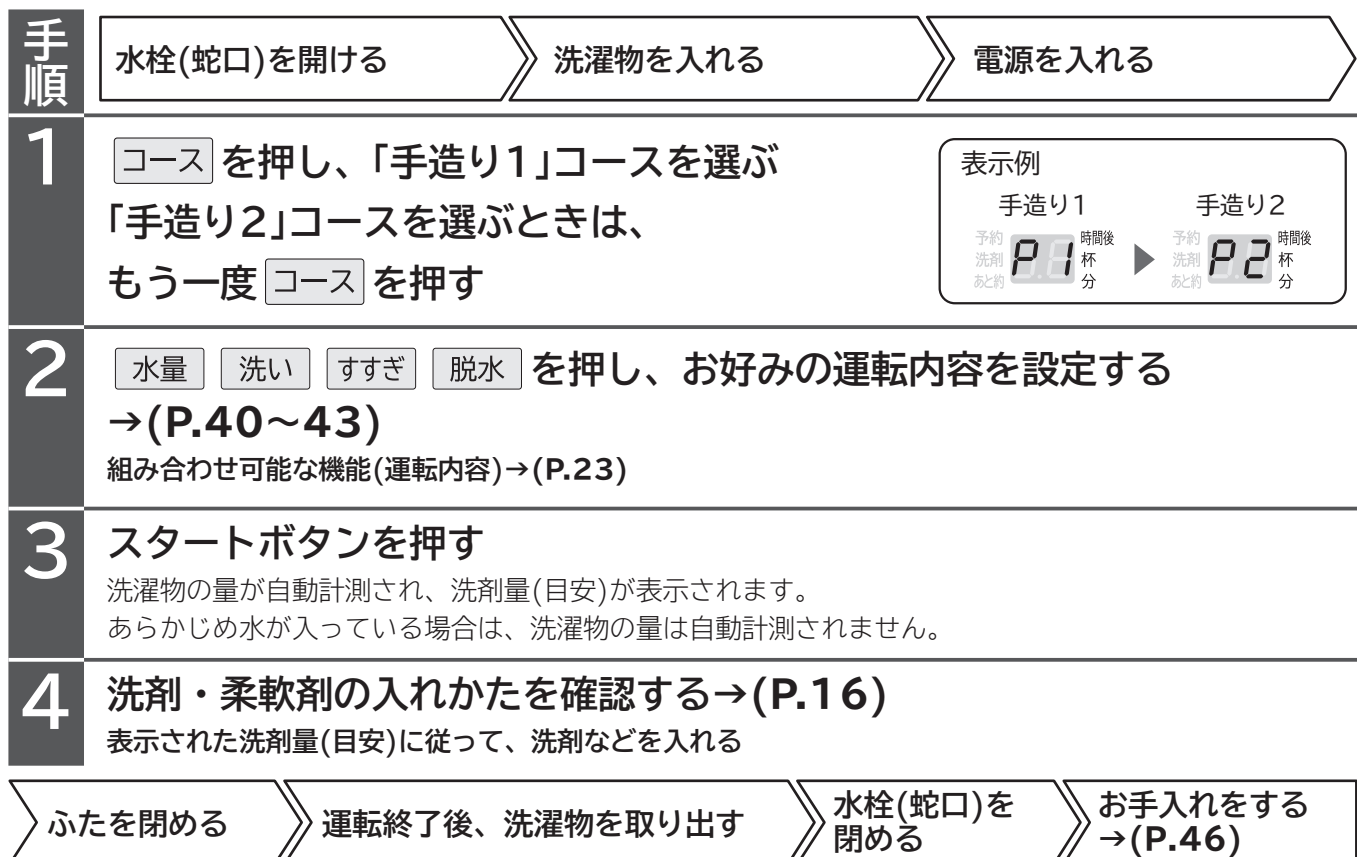 手順
水栓(蛇口)を開ける
洗濯物を入れる
電源を入れる
1
コース を押し、「手造り1」コースを選ぶ
「手造り2」コースを選ぶときは、
もう一度 コース を押す
表示例
手造り1 手造り2
予約 時間後 予約 時間後
洗剤 P 1 杯 洗剤 P2 杯
あと約 分 あと約 分
2
水量 洗い すすぎ 脱水 を押し、お好みの運転内容を設定する
→(P.40～43)
組み合わせ可能な機能(運転内容)→(P.23)
3
スタートボタンを押す
洗濯物の量が自動計測され、洗剤量(目安)が表示されます。
あらかじめ水が入っている場合は、洗濯物の量は自動計測されません。
4
洗剤・柔軟剤の入れかたを確認する→(P.16)
表示された洗剤量(目安)に従って、洗剤などを入れる
ふたを閉める
運転終了後、洗濯物を取り出す
水栓(蛇口)を
閉める
お手入れをする
→(P.46)